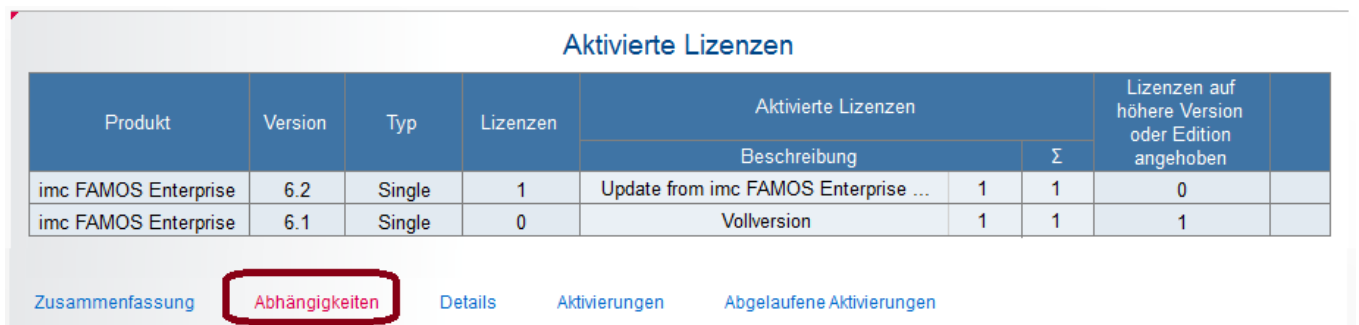 Aktivierte Lizenzen
Produkt Version Typ Lizenzen Aktivierte Lizenzen Lizenzen auf höhere Version oder Edition angehoben
Beschreibung Σ
imc FAMOS Enterprise 6.2 Single 1 Update from imc FAMOS Enterprise ... 1 1 0
imc FAMOS Enterprise 6.1 Single 0 Vollversion 1 1 1
Zusammenfassung Abhängigkeiten Details Aktivierungen Abgelaufene Aktivierungen